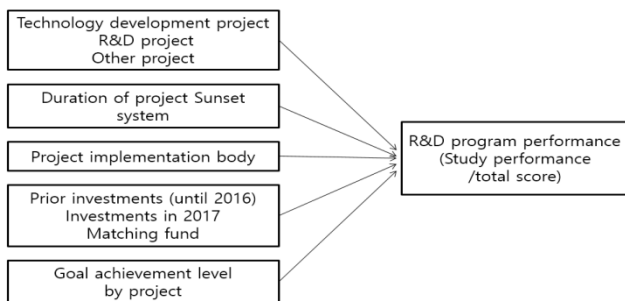 Technology development project
R&D project
Other project
Duration of project Sunset
system
Project implementation body
Prior investments (until 2016)
Investments in 2017
Matching fund
Goal achievement level
by project
R&D program performance
(Study performance
/total score)